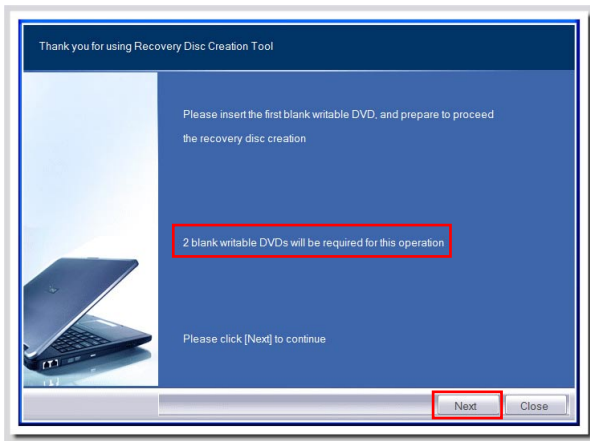 Thank you for using Recovery Disc Creation Tool
Please insert the first blank writable DVD, and prepare to proceed
the recovery disc creation
2 blank writable DVDs will be required for this operation
Please click [Next] to continue
Next Close